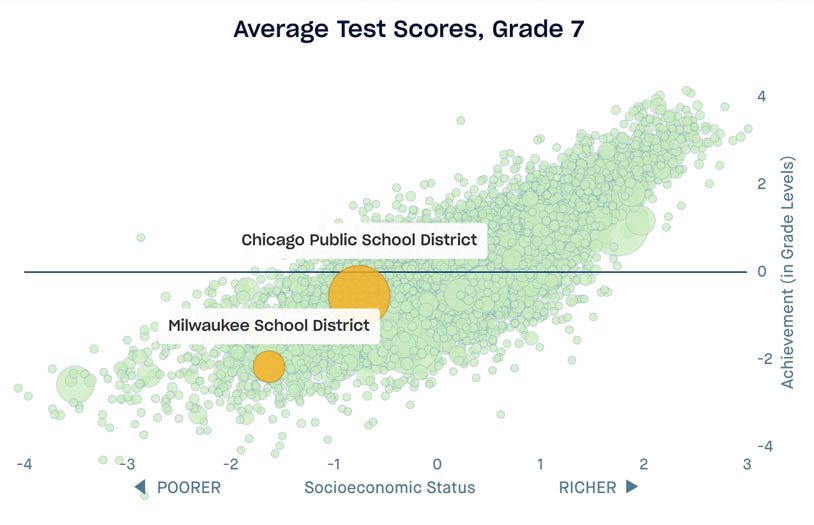 Average Test Scores, Grade 7
4
2
Chicago Public School District
0
Milwaukee School District
-2
-4
Achievement (in Grade Levels)
-4 -3 -2 -1 0 1 2 3
◀ POORER Socioeconomic Status RICHER ▶